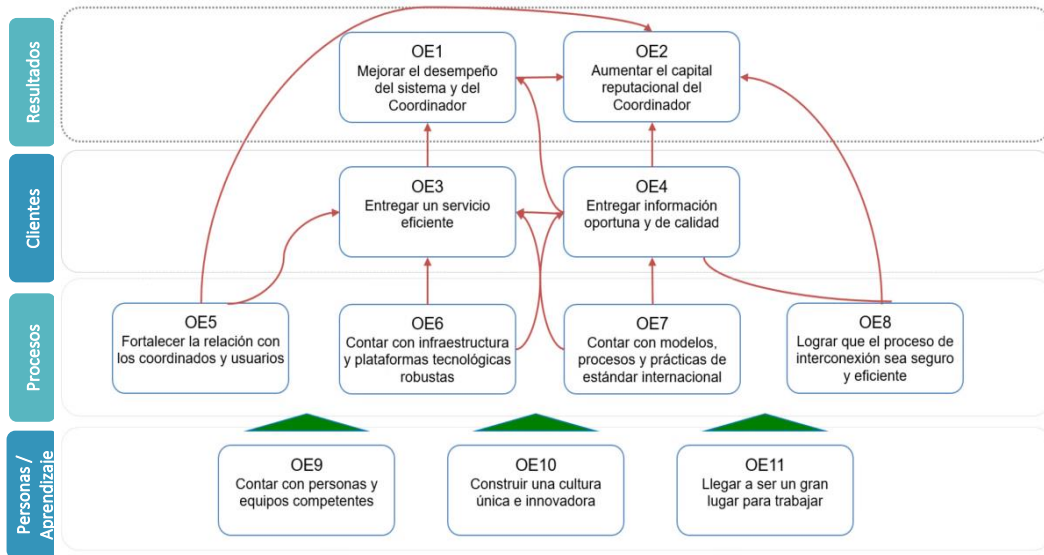 Resultados
OE1
Mejorar el desempeño
del sistema y del
Coordinador
OE2
Aumentar el capital
reputacional del
Coordinador
Clientes
OE3
Entregar un servicio
eficiente
OE4
Entregar información
oportuna y de calidad
Procesos
OE5
Fortalecer la relación con
los coordinados y usuarios
OE6
Contar con infraestructura
y plataformas tecnológicas
robustas
OE7
Contar con modelos,
procesos y prácticas de
estándar internacional
OE8
Lograr que el proceso de
interconexión sea seguro
y eficiente
Personas /
Aprendizaje
OE9
Contar con personas y
equipos competentes
OE10
Construir una cultura
única e innovadora
OE11
Llegar a ser un gran
lugar para trabajar